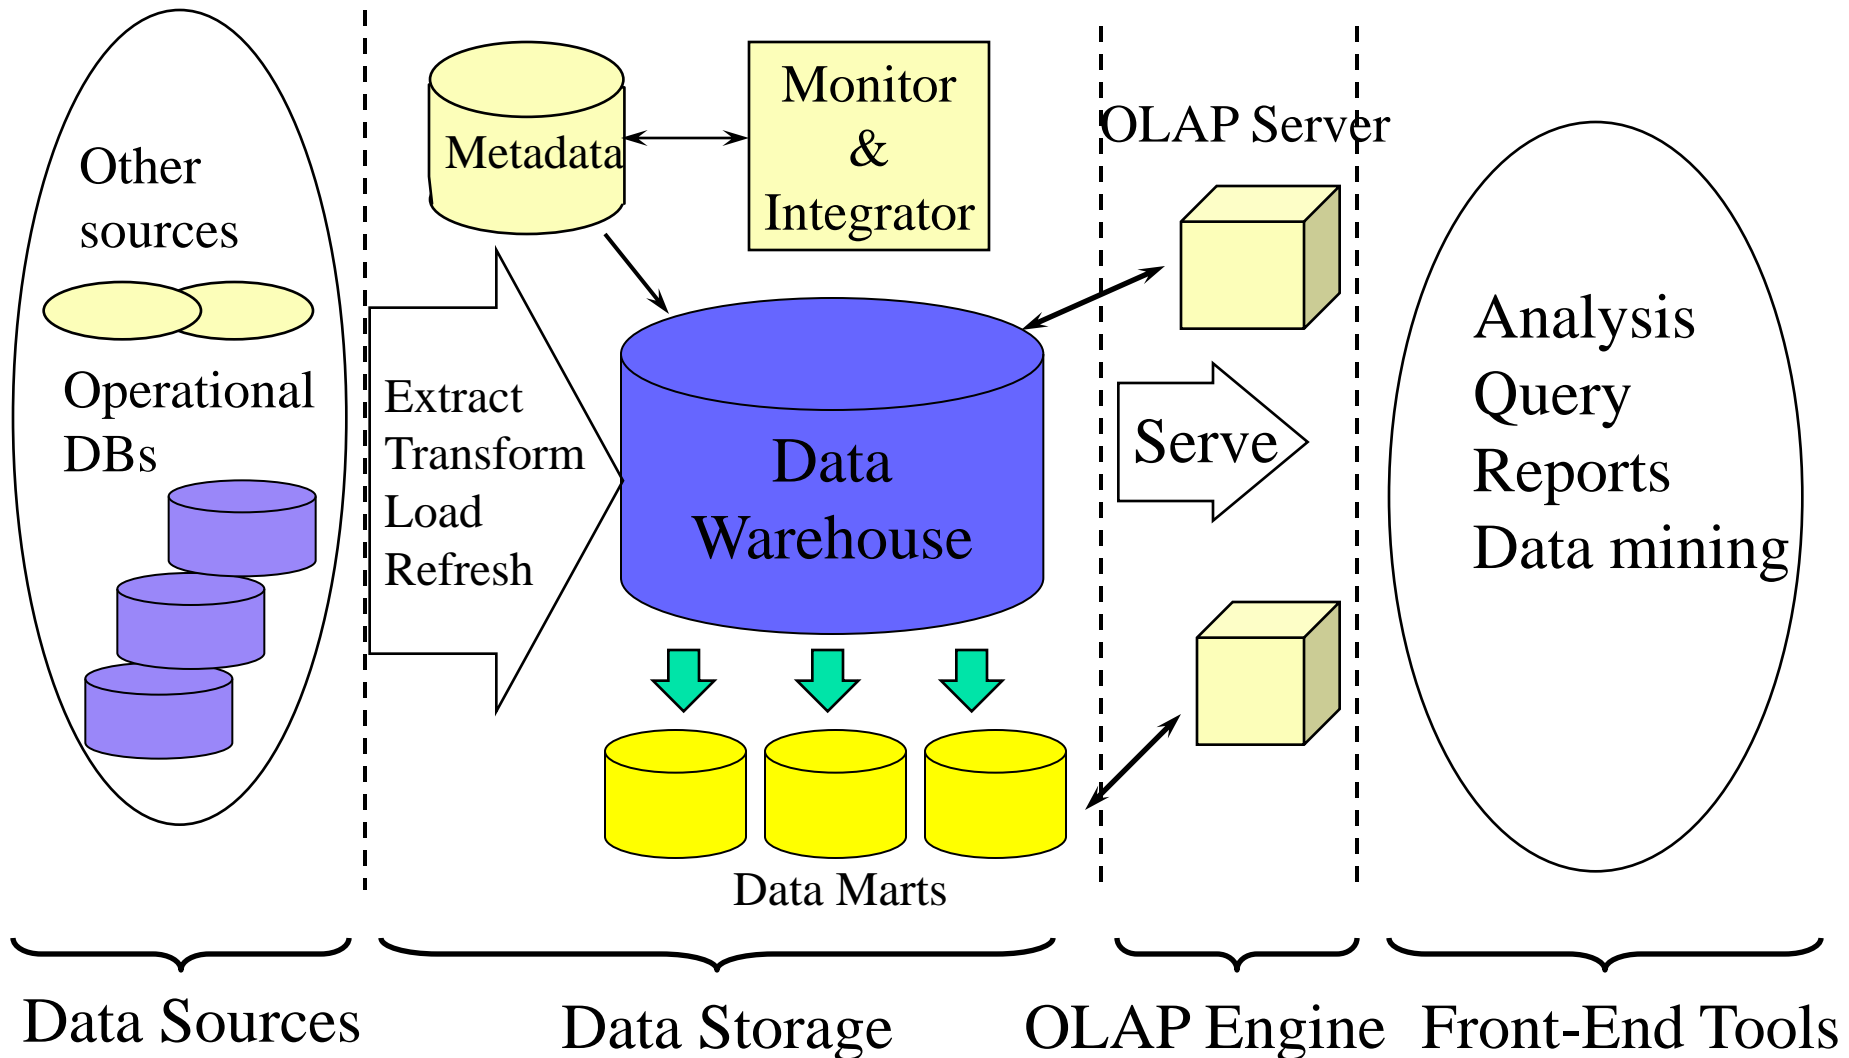 Other
sources
Operational
DBs
Metadata
Monitor
&
Integrator
Extract
Transform
Load
Refresh
Data
Warehouse
Data Marts
OLAP Server
Serve
Analysis
Query
Reports
Data mining
Data Sources
Data Storage
OLAP Engine
Front-End Tools